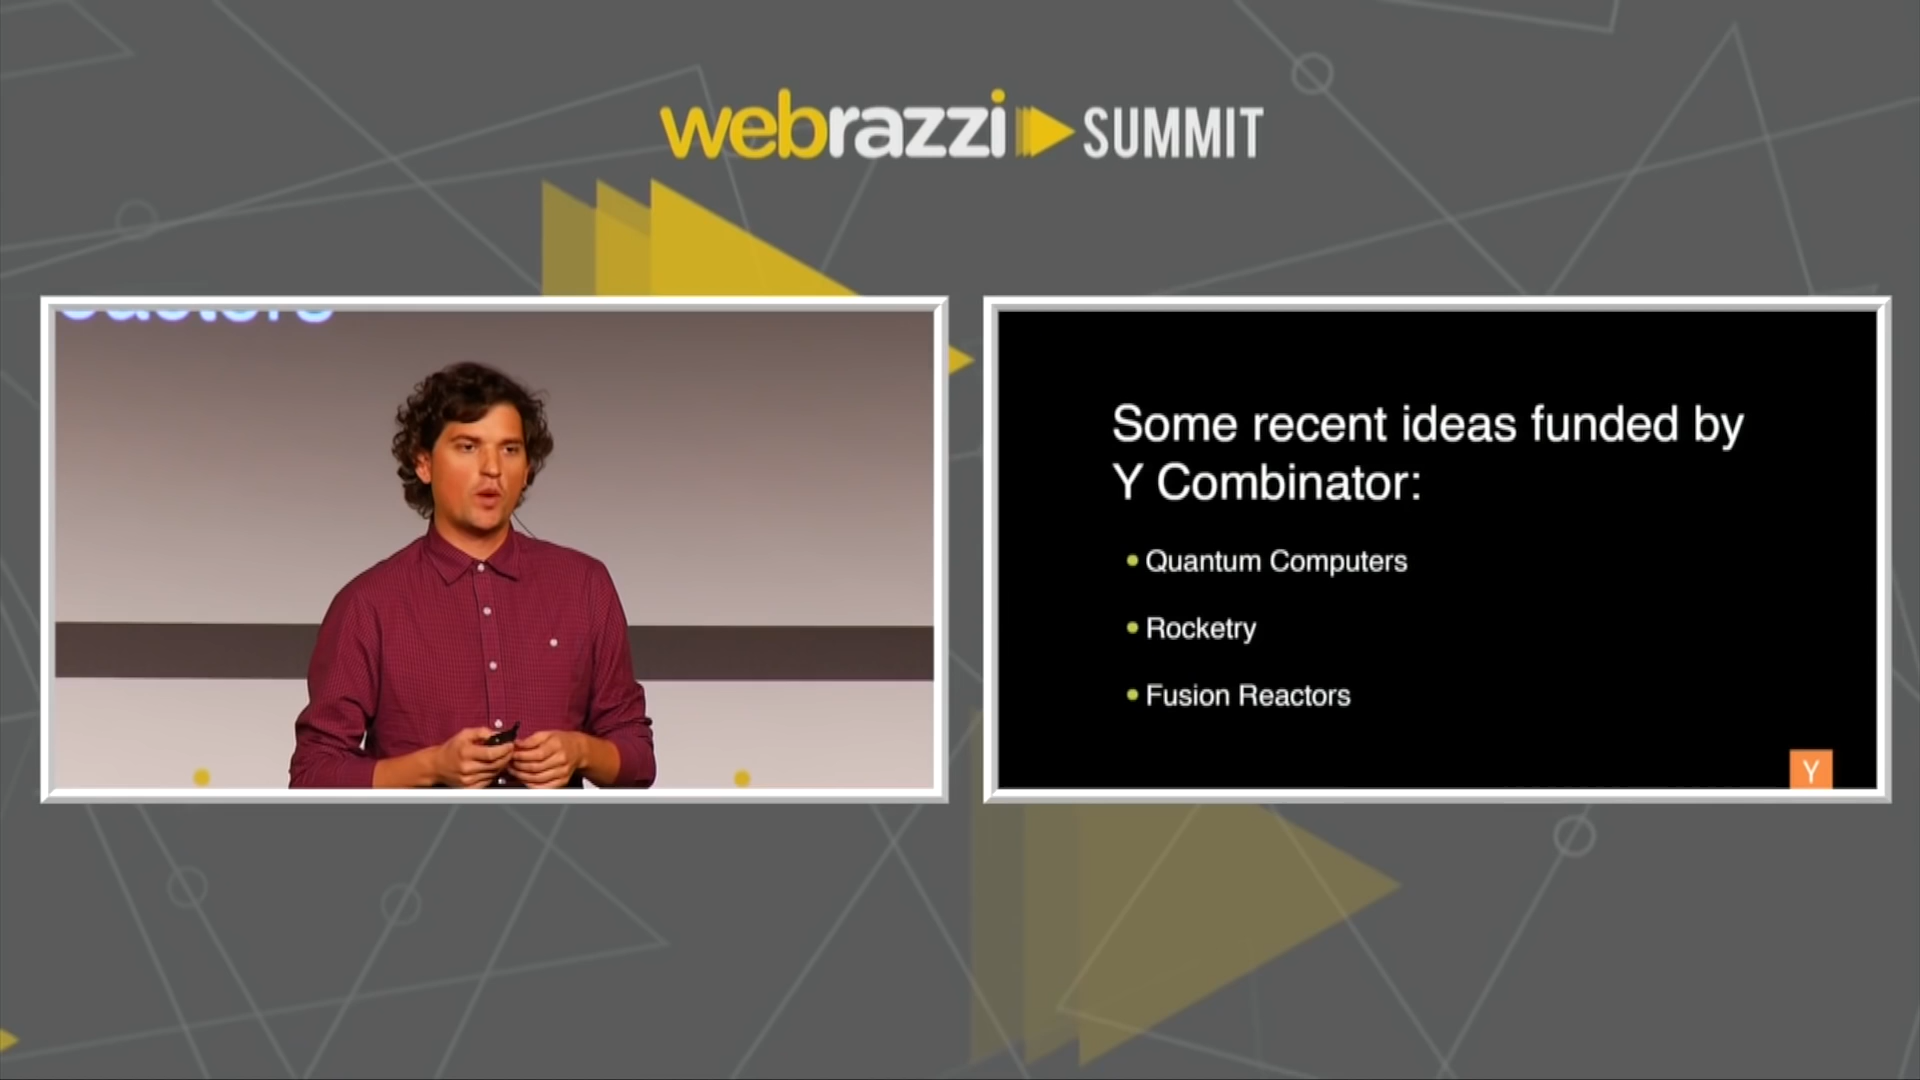 webrazzi SUMMIT
Some recent ideas funded by
Y Combinator:
• Quantum Computers
• Rocketry
• Fusion Reactors
Y